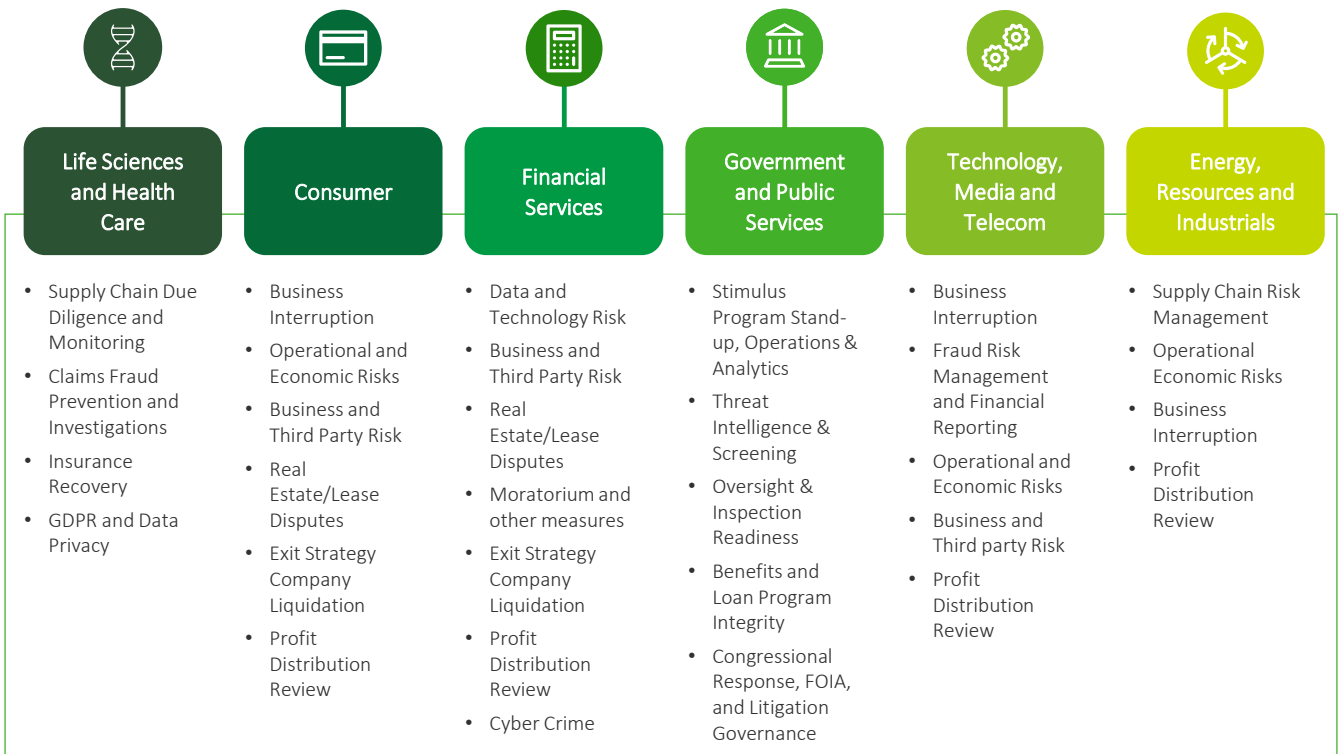 Life Sciences
and Health
Care
Consumer
Financial
Services
Government
and Public
Services
Technology,
Media and
Telecom
Energy,
Resources and
Industrials
• Supply Chain Due
Diligence and
Monitoring
• Claims Fraud
Prevention and
Investigations
• Insurance
Recovery
• GDPR and Data
Privacy
• Business
Interruption
• Operational and
Economic Risks
• Business and
Third Party Risk
• Real
Estate/Lease
Disputes
• Exit Strategy
Company
Liquidation
• Profit
Distribution
Review
• Data and
Technology Risk
• Business and
Third Party Risk
• Real
Estate/Lease
Disputes
• Moratorium and
other measures
• Exit Strategy
Company
Liquidation
• Profit
Distribution
Review
• Cyber Crime
• Stimulus
Program Stand-
up, Operations &
Analytics
• Threat
Intelligence &
Screening
• Oversight &
Inspection
Readiness
• Benefits and
Loan Program
Integrity
• Congressional
Response, FOIA,
and Litigation
Governance
• Business
Interruption
• Fraud Risk
Management
and Financial
Reporting
• Operational and
Economic Risks
• Business and
Third party Risk
• Profit
Distribution
Review
• Supply Chain Risk
Management
• Operational
Economic Risks
• Business
Interruption
• Profit
Distribution
Review